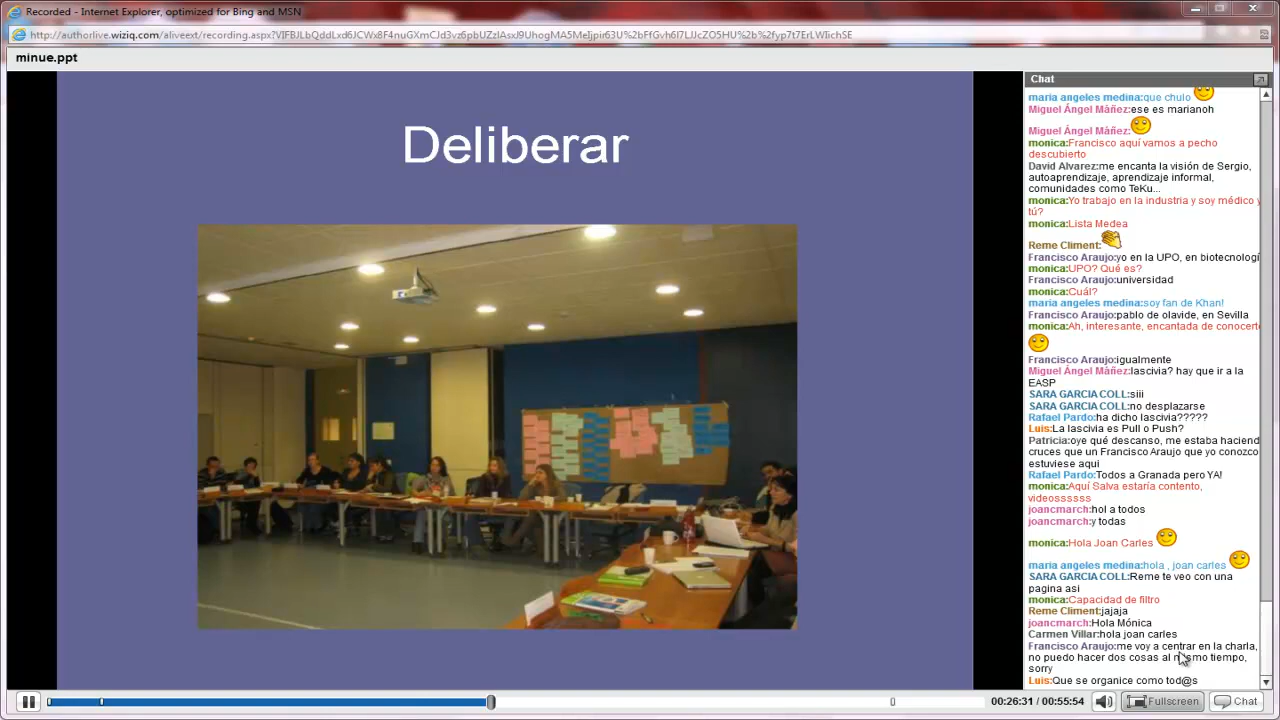 Recorded - Internet Explorer, optimized for Bing and MSN
minue.ppt
Deliberar
Chat
maria angeles medina:que chulo
Miguel Ángel Máñez:ese es marianoh
Miguel Ángel Máñez:
monica:Francisco aquí vamos a pecho
descubierto
David Alvarez:me encanta la visión de Sergio,
autoaprendizaje, aprendizaje informal,
comunidades como TeKu...
monica:Yo trabajo en la industria y soy médico y
tú?
monica:Lista Medea
Reme Climent:
Francisco Araujo:yo en la UPO, en biotecnologí
monica:UPO? Qué es?
Francisco Araujo:universidad
monica:Cuál?
maria angeles medina:soy fan de Khan!
Francisco Araujo:pablo de olavide, en Sevilla
monica:Ah, interesante, encantada de conocerte
Francisco Araujo:igualmente
Miguel Ángel Máñez:lascivia? hay que ir a la
EASP
SARA GARCIA COLL:siii
SARA GARCIA COLL:no desplazarse
Rafael Pardo:ha dicho lascivia?????
Luis:La lascivia es Pull o Push?
Patricia:oye qué descanso, me estaba haciend
cruces que un Francisco Araujo que yo conozco
estuviese aqui
Rafael Pardo:Todos a Granada pero YA!
monica:Aquí Salva estaría contento,
videossssss
joancmarch:hol a todos
joancmarch:y todas
monica:Hola Joan Carles
maria angeles medina:hola , joan carles
SARA GARCIA COLL:Reme te veo con una
pagina asi
monica:Capacidad de filtro
Reme Climent:jajaja
joancmarch:Hola Mónica
Carmen Villar:hola joan carles
Francisco Araujo:me voy a centrar en la charla,
no puedo hacer dos cosas al mismo tiempo,
sorry
Luis:Que se organice como tod@s
00:26:31 / 00:55:54
Fullscreen
Chat